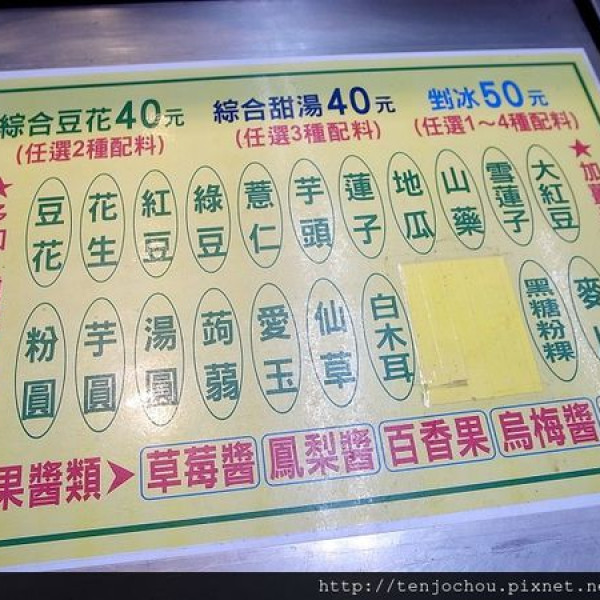 綜合豆花40元 綜合甜湯40元 剉冰50元
(任選2種配料) (任選3種配料) (任選1～4種配料)
豆花 花生 紅豆 綠豆 薏仁 芋頭 蓮子 地瓜 山藥 雪蓮子 大紅豆
粉圓 芋圓 湯圓 蒟蒻 愛玉 仙草 白木耳 黑糖粉粿 麥
果醬類 草莓醬 鳳梨醬 百香果 烏梅醬
http://tenjochou.pixnet.ne